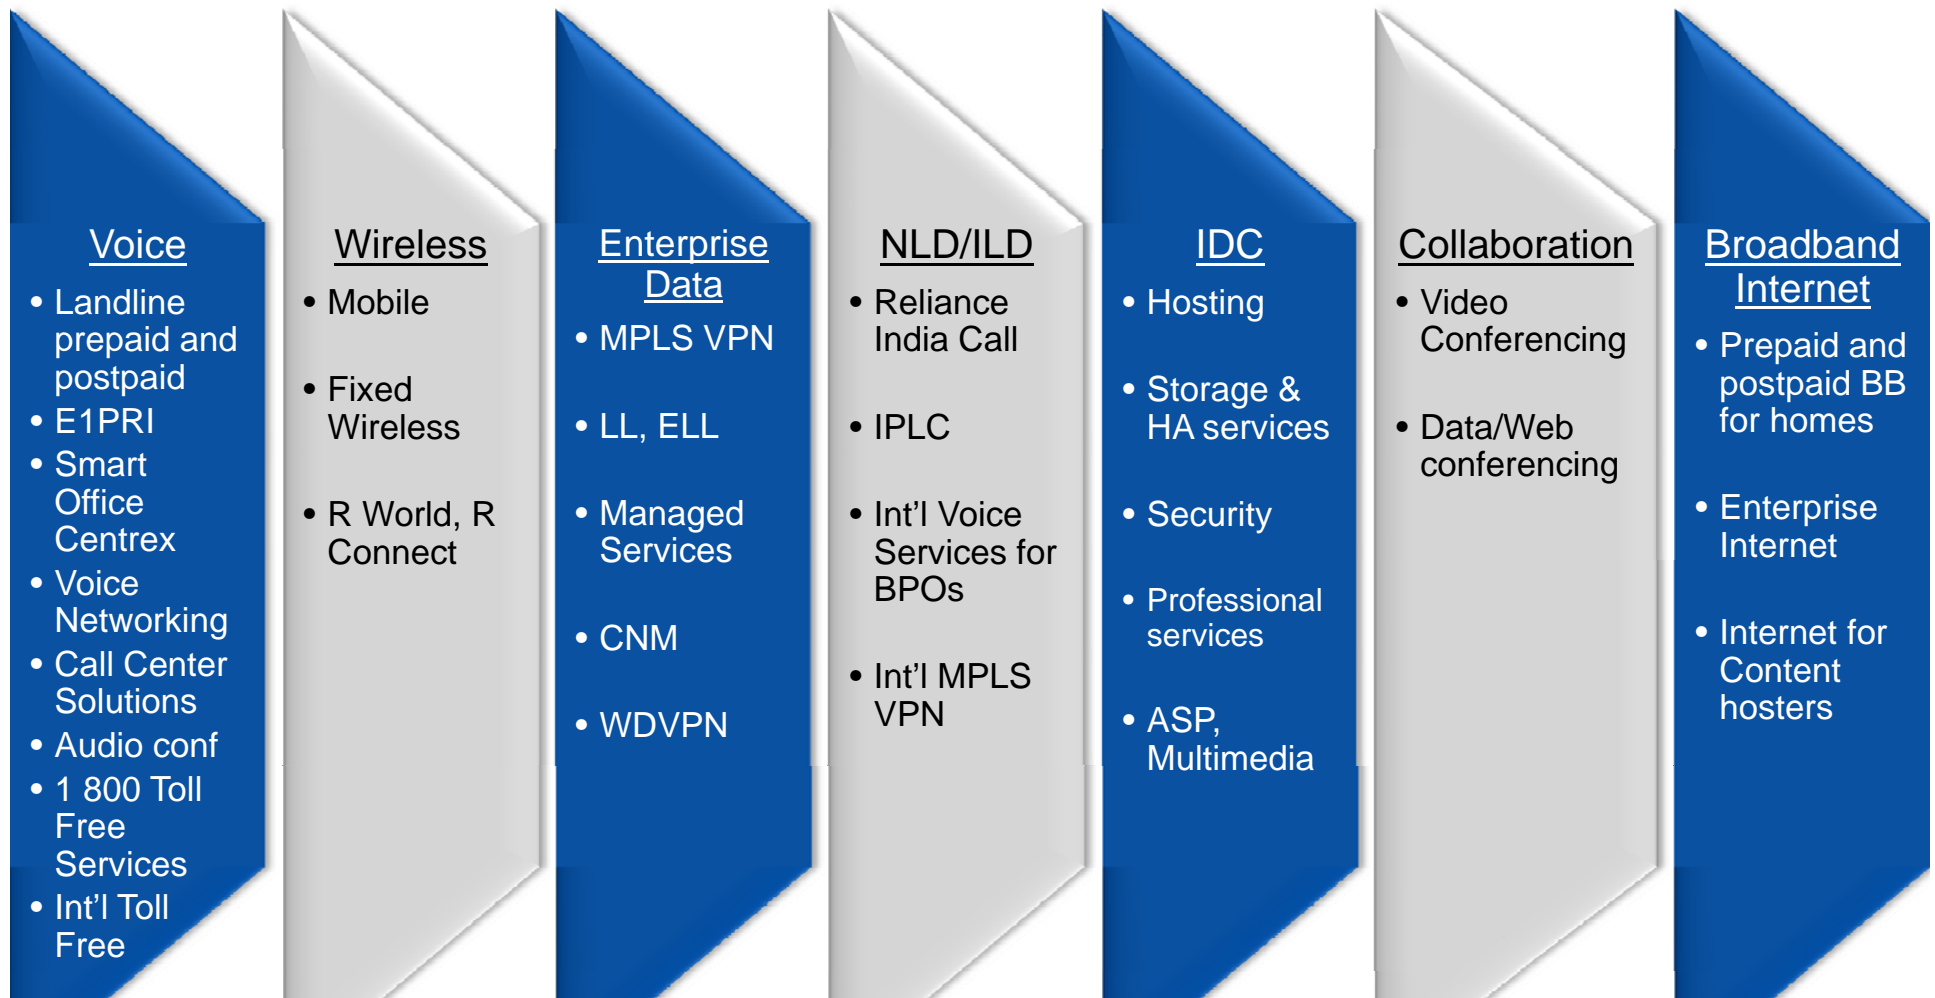 Voice
• Landline
prepaid and
postpaid
• E1PRI
• Smart
Office
Centrex
• Voice
Networking
• Call Center
Solutions
• Audio conf
• 1 800 Toll
Free
Services
• Int’l Toll
Free
Wireless
• Mobile
• Fixed
Wireless
• R World, R
Connect
Enterprise
Data
• MPLS VPN
• LL, ELL
• Managed
Services
• CNM
• WDVPN
NLD/ILD
• Reliance
India Call
• IPLC
• Int’l Voice
Services for
BPOs
• Int’l MPLS
VPN
IDC
• Hosting
• Storage &
HA services
• Security
• Professional
services
• ASP,
Multimedia
Collaboration
• Video
Conferencing
• Data/Web
conferencing
Broadband
Internet
• Prepaid and
postpaid BB
for homes
• Enterprise
Internet
• Internet for
Content
hosters